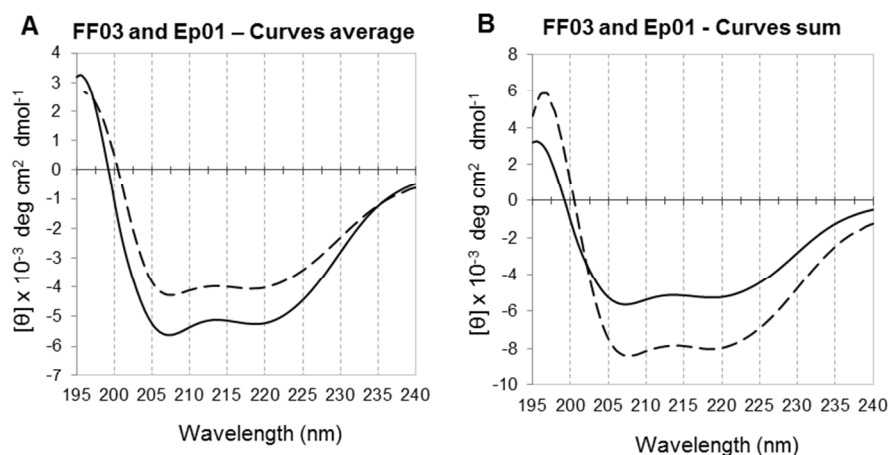 A FF03 and Ep01 – Curves average
4
3
2
1
0
-1
-2
-3
-4
-5
-6
-7
[θ] x 10⁻³ deg cm² dmol⁻¹
195 200 205 210 215 220 225 230 235 240
Wavelength (nm)
B FF03 and Ep01 - Curves sum
8
6
4
2
0
-2
-4
-6
-8
-10
[θ] x 10⁻³ deg cm² dmol⁻¹
195 200 205 210 215 220 225 230 235 240
Wavelength (nm)